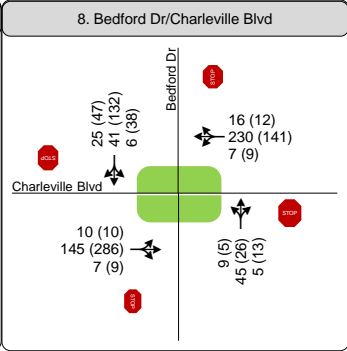 8. Bedford Dr/Charleville Blvd
Bedford Dr
STOP
25 (47)
41 (132)
6 (38)
16 (12)
230 (141)
7 (9)
STOP
Charleville Blvd
STOP
10 (10)
145 (286)
7 (9)
9 (5)
45 (26)
5 (13)
STOP